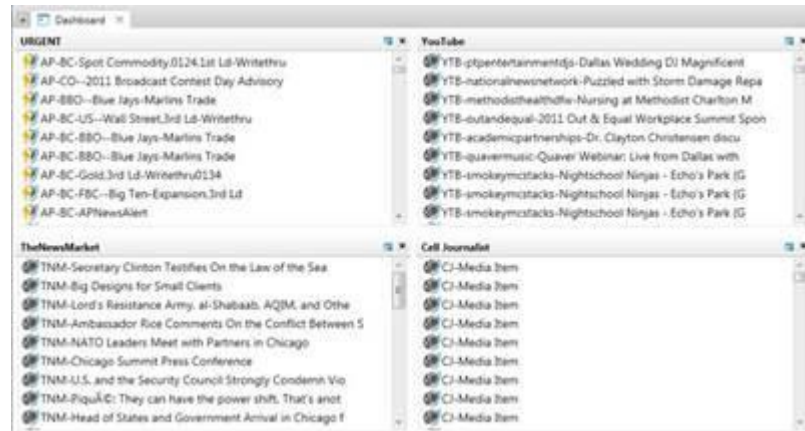 Dashboard
URGENT
AP-BC-Spot Commodity,0124,1st Ld-Writethru
AP-CO--2011 Broadcast Contest Day Advisory
AP-BBO--Blue Jays-Marlins Trade
AP-BC-US--Wall Street,3rd Ld-Writethru
AP-BC-BBO--Blue Jays-Marlins Trade
AP-BC-BBO--Blue Jays-Marlins Trade
AP-BC-Gold,3rd Ld-Writethru0134
AP-BC-FBC--Big Ten-Expansion,3rd Ld
AP-BC-APNewsAlert
YouTube
YTB-ptpentertainmentdjs-Dallas Wedding DJ Magnificent
YTB-nationalnewsnetwork-Puzzled with Storm Damage Repa
YTB-methodisthealthdfw-Nursing at Methodist Charlton M
YTB-outandequal-2011 Out & Equal Workplace Summit Spon
YTB-academicpartnerships-Dr. Clayton Christensen discu
YTB-quavermusic-Quaver Webinar: Live from Dallas with
YTB-smokeymcstacks-Nightschool Ninjas - Echo's Park (G
YTB-smokeymcstacks-Nightschool Ninjas - Echo's Park (G
YTB-smokeymcstacks-Nightschool Ninjas - Echo's Park (G
TheNewsMarket
TNM-Secretary Clinton Testifies On the Law of the Sea
TNM-Big Designs for Small Clients
TNM-Lord's Resistance Army, al-Shabaab, AQIM, and Othe
TNM-Ambassador Rice Comments On the Conflict Between S
TNM-NATO Leaders Meet with Partners in Chicago
TNM-Chicago Summit Press Conference
TNM-U.S. and the Security Council Strongly Condemn Vio
TNM-PiquÃ©: They can have the power shift. That's anot
TNM-Head of States and Government Arrival in Chicago f
Cell Journalist
CJ-Media Item
CJ-Media Item
CJ-Media Item
CJ-Media Item
CJ-Media Item
CJ-Media Item
CJ-Media Item
CJ-Media Item
CJ-Media Item